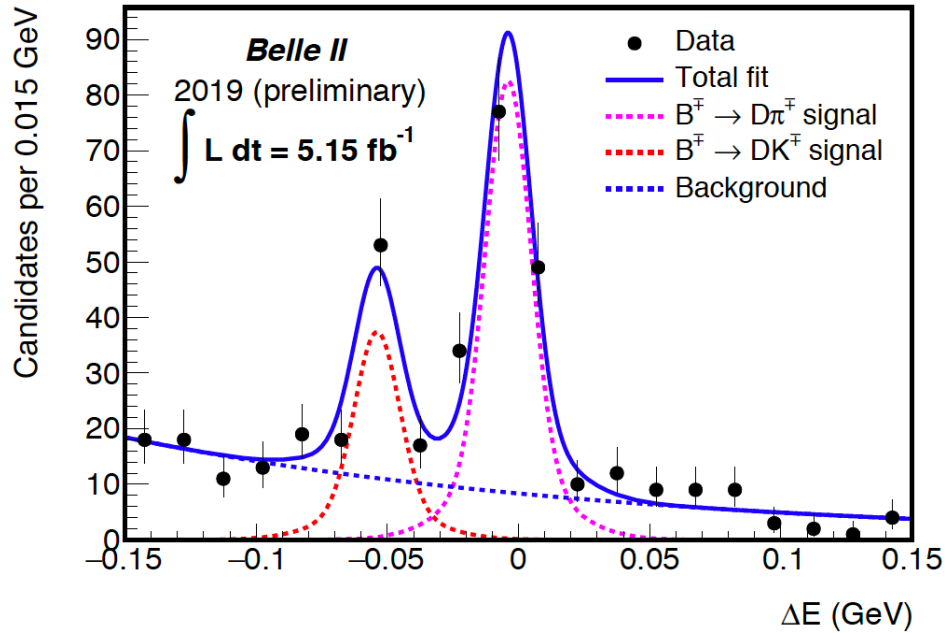 Candidates per 0.015 GeV
90
80
70
60
50
40
30
20
10
0
Belle II
2019 (preliminary)
∫ L dt = 5.15 fb⁻¹
Data
Total fit
B∓ → Dπ∓ signal
B∓ → DK∓ signal
Background
−0.15 −0.1 −0.05 0 0.05 0.1 0.15
ΔE (GeV)